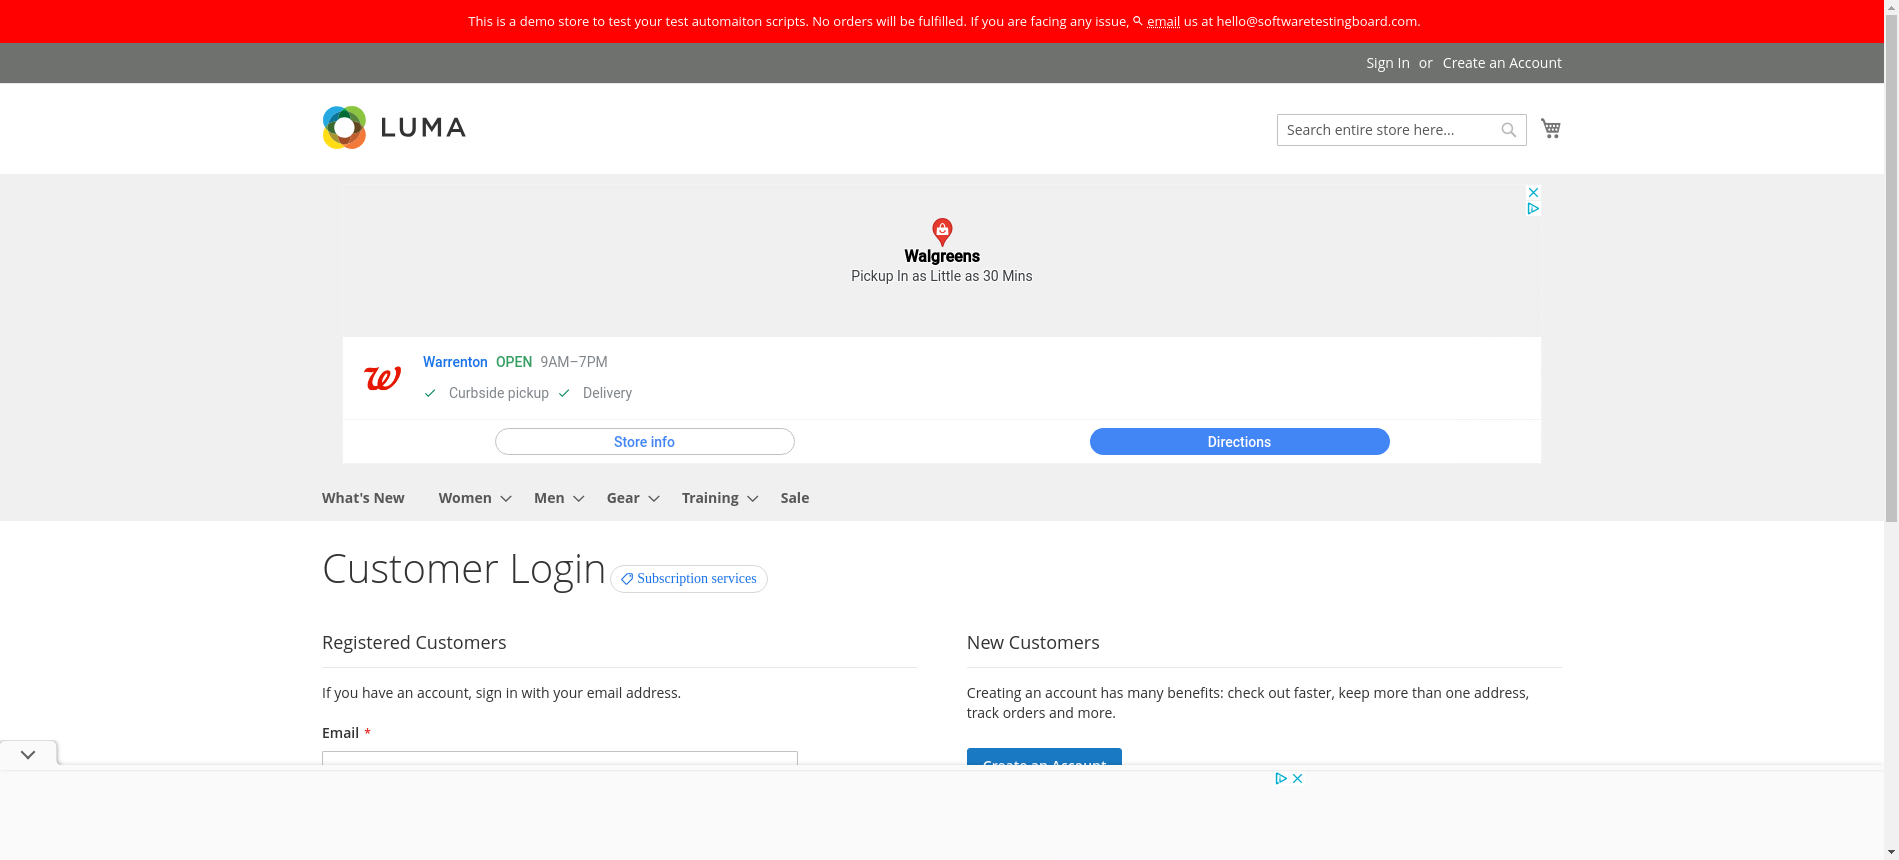 This is a demo store to test your test automaiton scripts. No orders will be fulfilled. If you are facing any issue, email us at hello@softwaretestingboard.com.
Sign In or Create an Account
LUMA
Search entire store here...
Walgreens
Pickup In as Little as 30 Mins
Warrenton OPEN 9AM–7PM
Curbside pickup Delivery
Store info
Directions
What's New Women Men Gear Training Sale
Customer Login
Subscription services
Registered Customers
If you have an account, sign in with your email address.
Email *
New Customers
Creating an account has many benefits: check out faster, keep more than one address,
track orders and more.
Create an Account